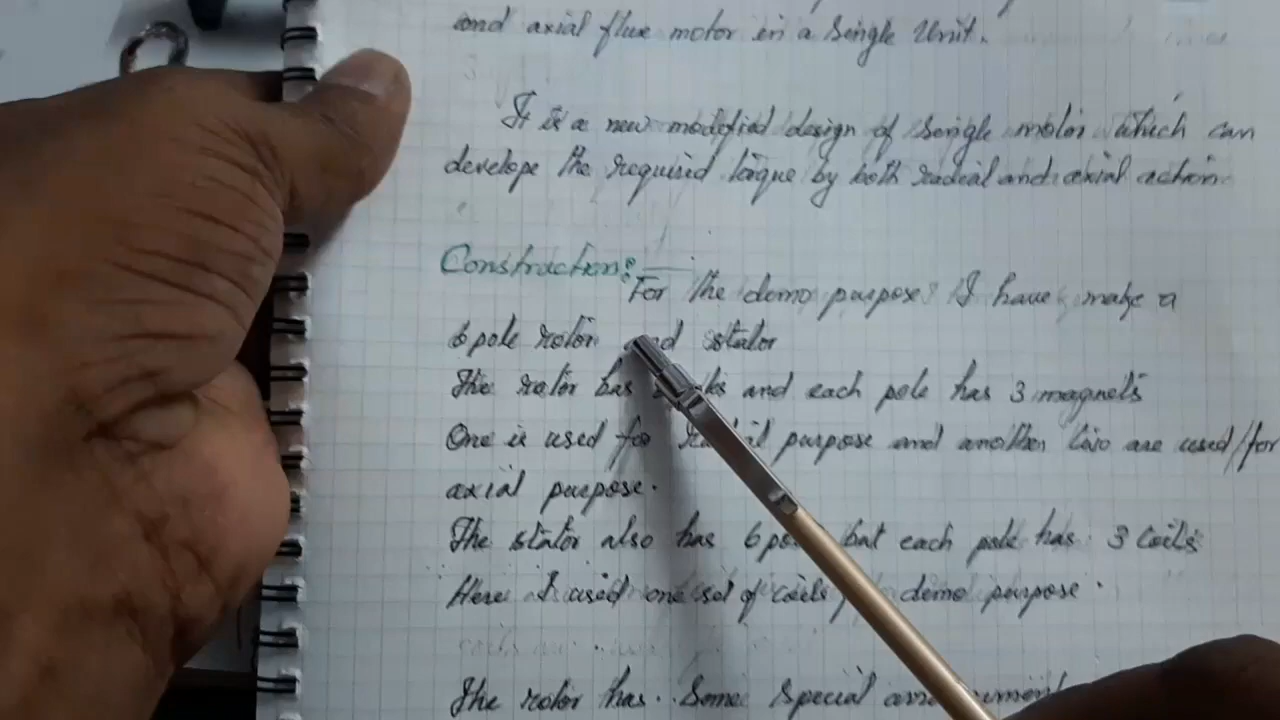 and axial flux motor in a Single Unit.
It is a new modified design of Single motor which can
develope the required torque by both radial and axial action
Construction:-
For the demo purpose I have make a
6 pole rotor and stator
The rotor has and each pole has 3 magnets
One is used for radial purpose and another two are used for
axial purpose.
The stator also has 6 but each pole has 3 Coils
Here I used one set of coils demo purpose.
The rotor has Some Special